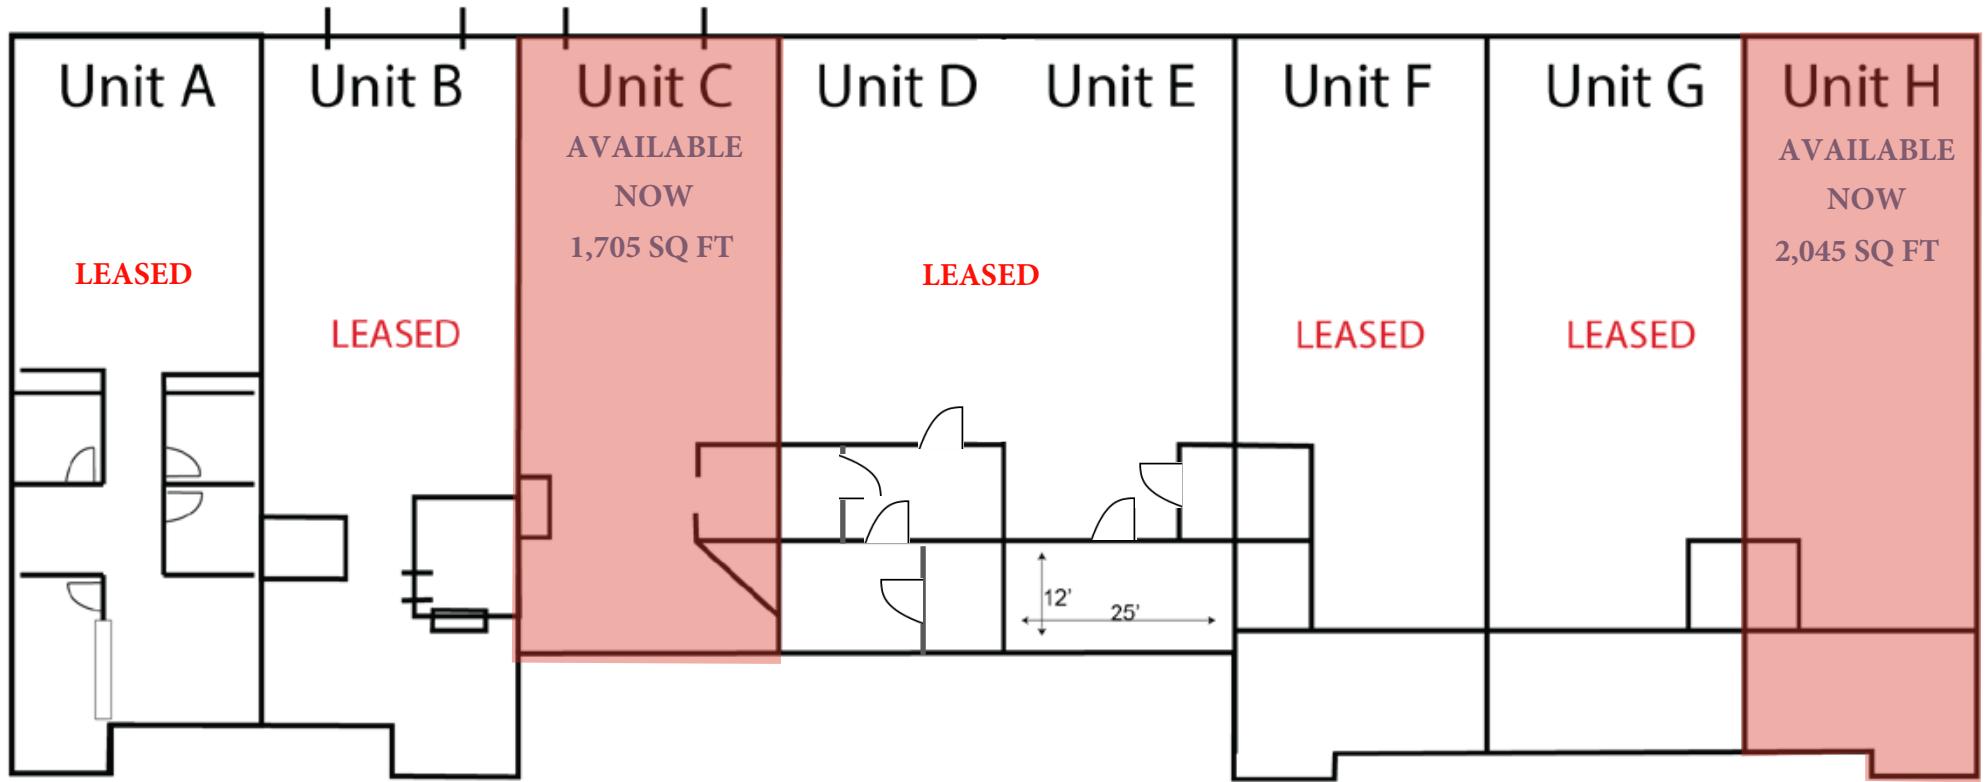 Unit A
LEASED
Unit B
LEASED
Unit C
AVAILABLE
NOW
1,705 SQ FT
Unit D
Unit E
LEASED
12'
25'
Unit F
LEASED
Unit G
LEASED
Unit H
AVAILABLE
NOW
2,045 SQ FT